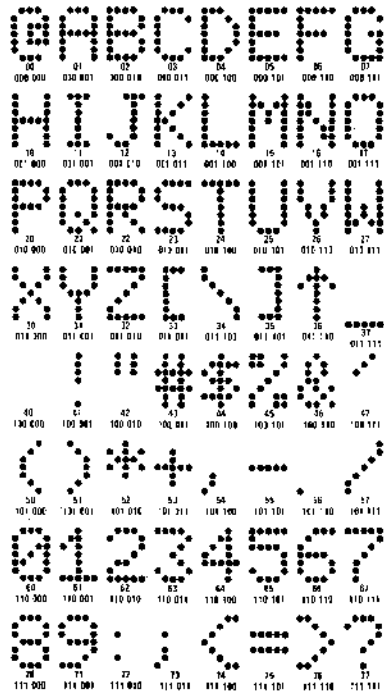 @ A B C D E F G
00 01 02 03 04 05 06 07
000 000 000 001 000 010 000 011 000 100 000 101 000 110 000 111
H I J K L M N O
10 11 12 13 14 15 16 17
001 000 001 001 001 010 001 011 001 100 001 101 001 110 001 111
P Q R S T U V W
20 21 22 23 24 25 26 27
010 000 010 001 010 010 010 011 010 100 010 101 010 110 010 111
X Y Z [ \ ] ↑ _
30 31 32 33 34 35 36 37
011 000 011 001 011 010 011 011 011 100 011 101 011 110 011 111
! " # $ % & '
40 41 42 43 44 45 46 47
100 000 100 001 100 010 100 011 100 100 100 101 100 110 100 111
( ) * + , - . /
50 51 52 53 54 55 56 57
101 000 101 001 101 010 101 011 101 100 101 101 101 110 101 111
0 1 2 3 4 5 6 7
60 61 62 63 64 65 66 67
110 000 110 001 110 010 110 011 110 100 110 101 110 110 110 111
8 9 : ; < = > ?
70 71 72 73 74 75 76 77
111 000 111 001 111 010 111 011 111 100 111 101 111 110 111 111